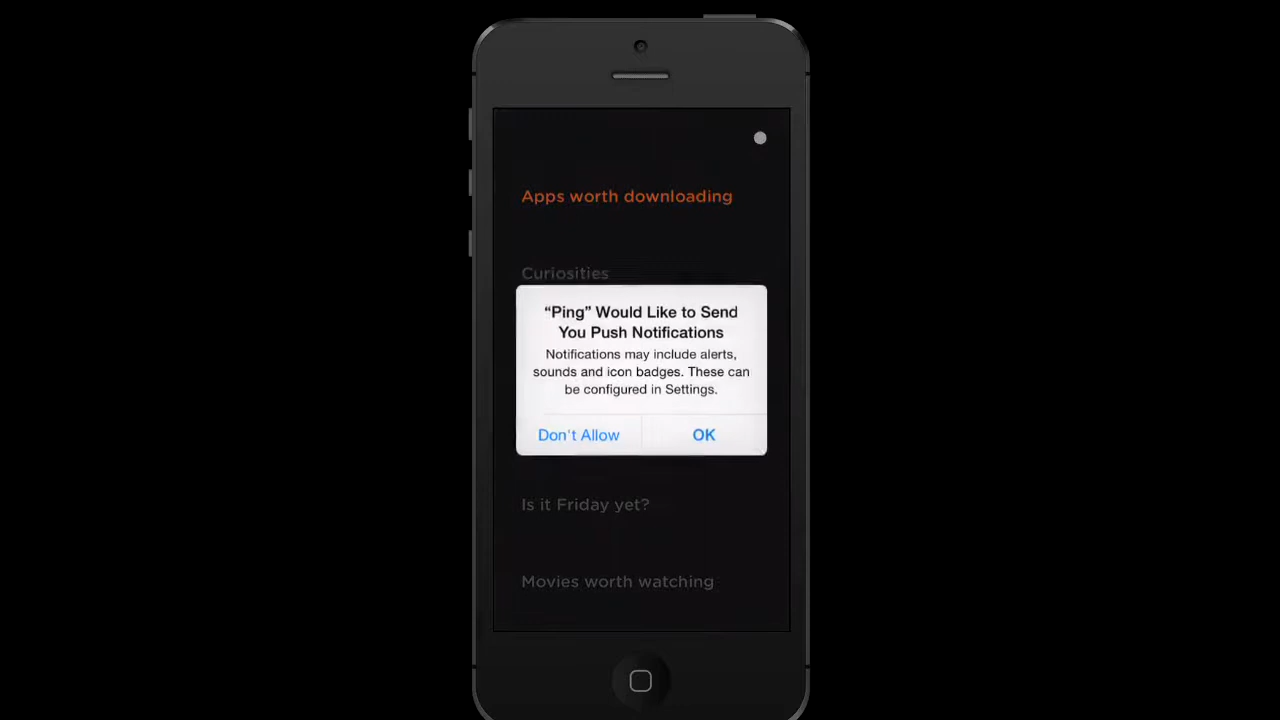 Apps worth downloading
Curiosities
“Ping” Would Like to Send
You Push Notifications
Notifications may include alerts,
sounds and icon badges. These can
be configured in Settings.
Don't Allow OK
Is it Friday yet?
Movies worth watching